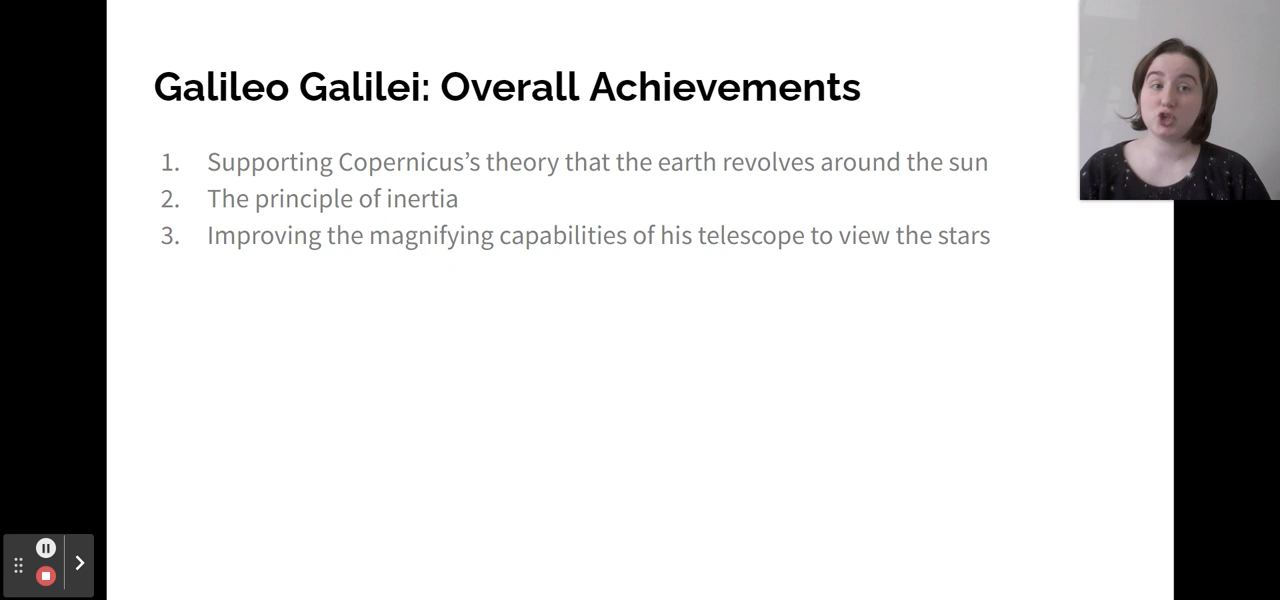 Galileo Galilei: Overall Achievements
1. Supporting Copernicus’s theory that the earth revolves around the sun
2. The principle of inertia
3. Improving the magnifying capabilities of his telescope to view the stars